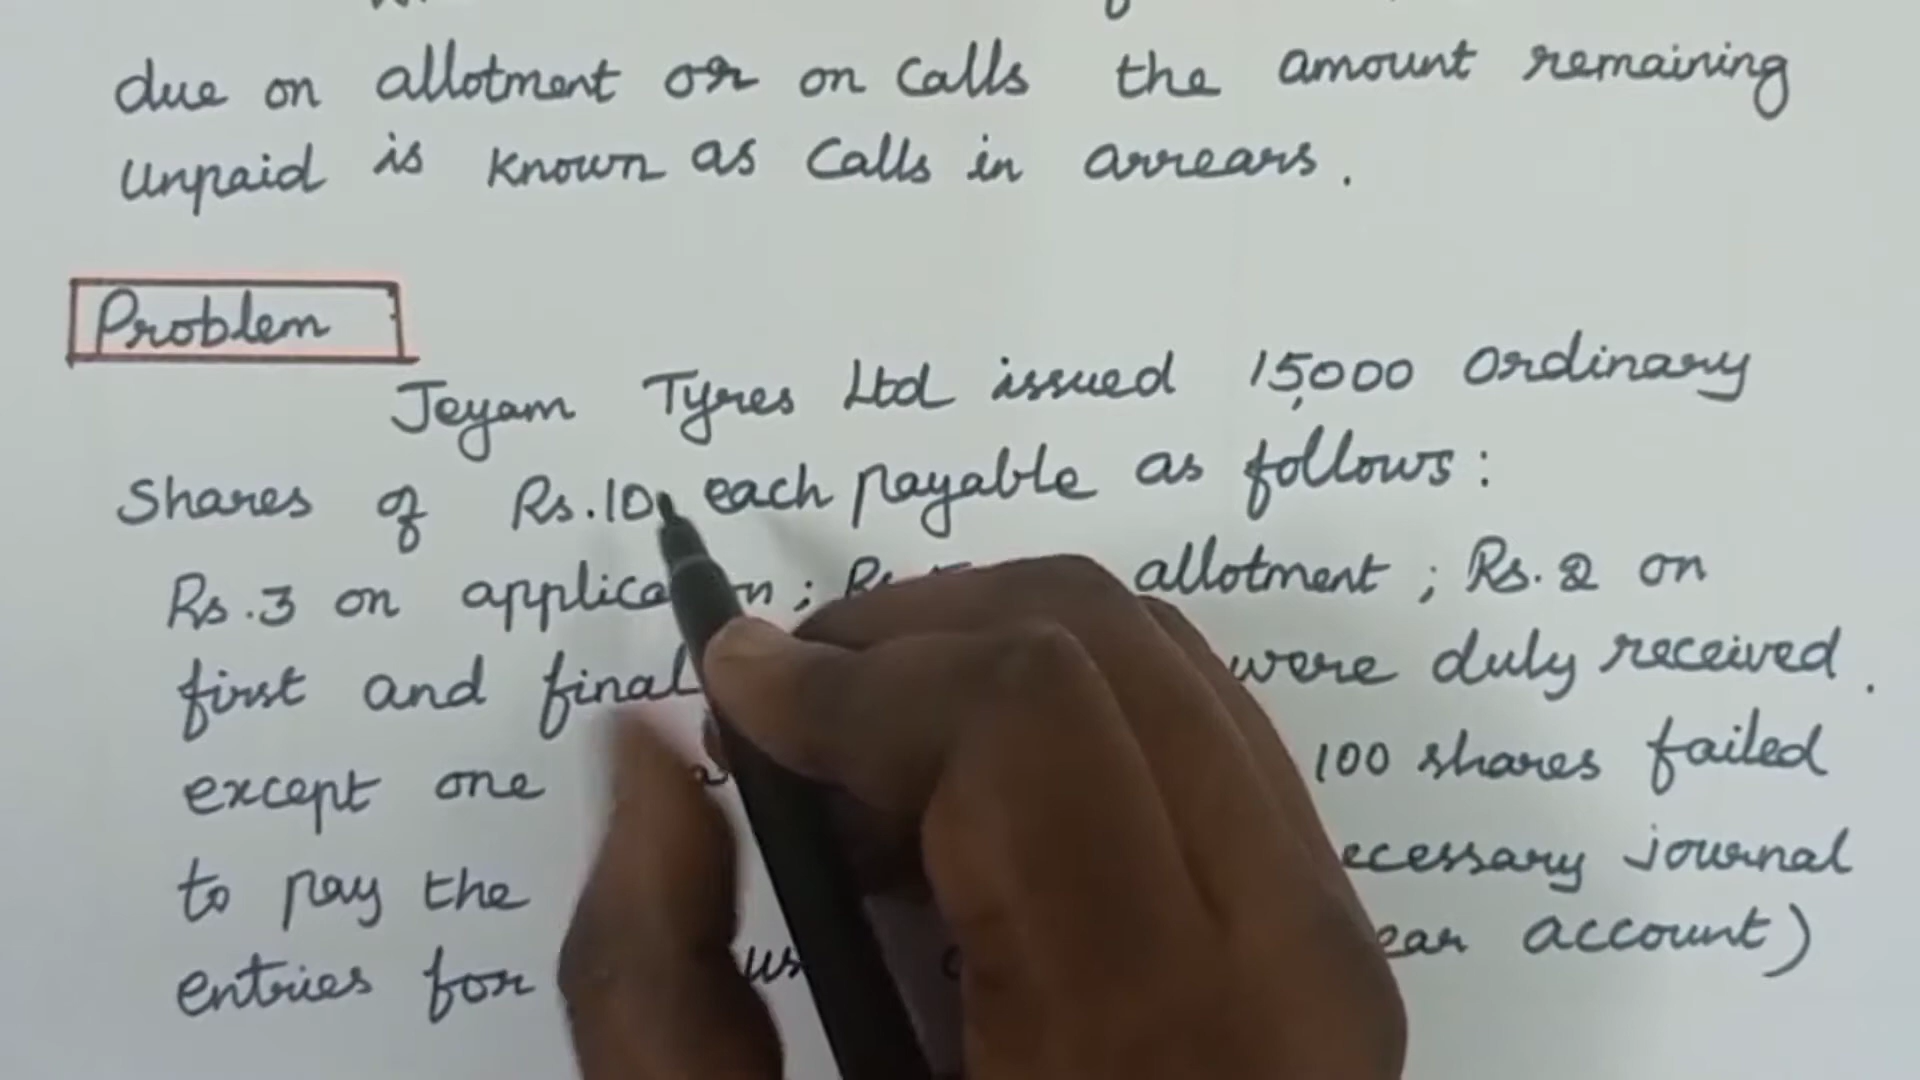 due on allotment or on Calls the amount remaining
unpaid is known as Calls in arrears.
Problem
Jeyam Tyres Ltd issued 15,000 ordinary
Shares of Rs.10 each payable as follows:
Rs.3 on application; allotment; Rs.2 on
first and final were duly received.
except one 100 shares failed
to pay the journal
entries for account)